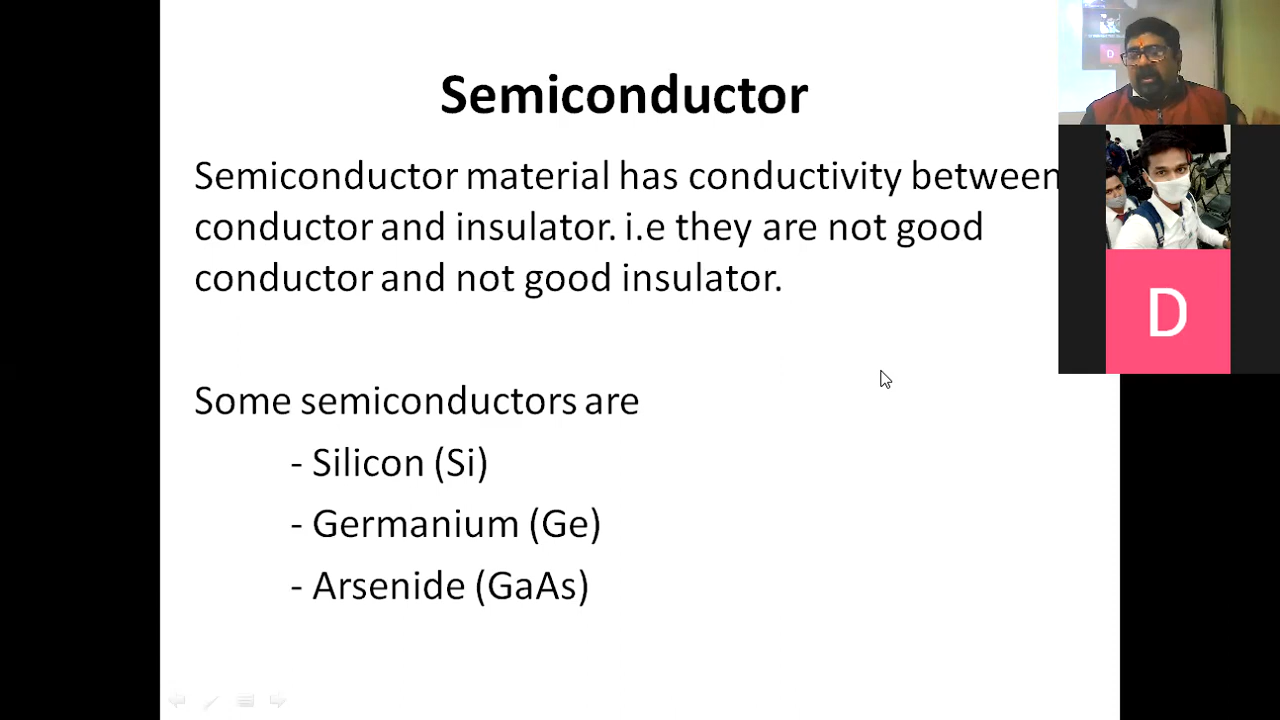 Semiconductor
Semiconductor material has conductivity between
conductor and insulator. i.e they are not good
conductor and not good insulator.
Some semiconductors are
- Silicon (Si)
- Germanium (Ge)
- Arsenide (GaAs)
D
D